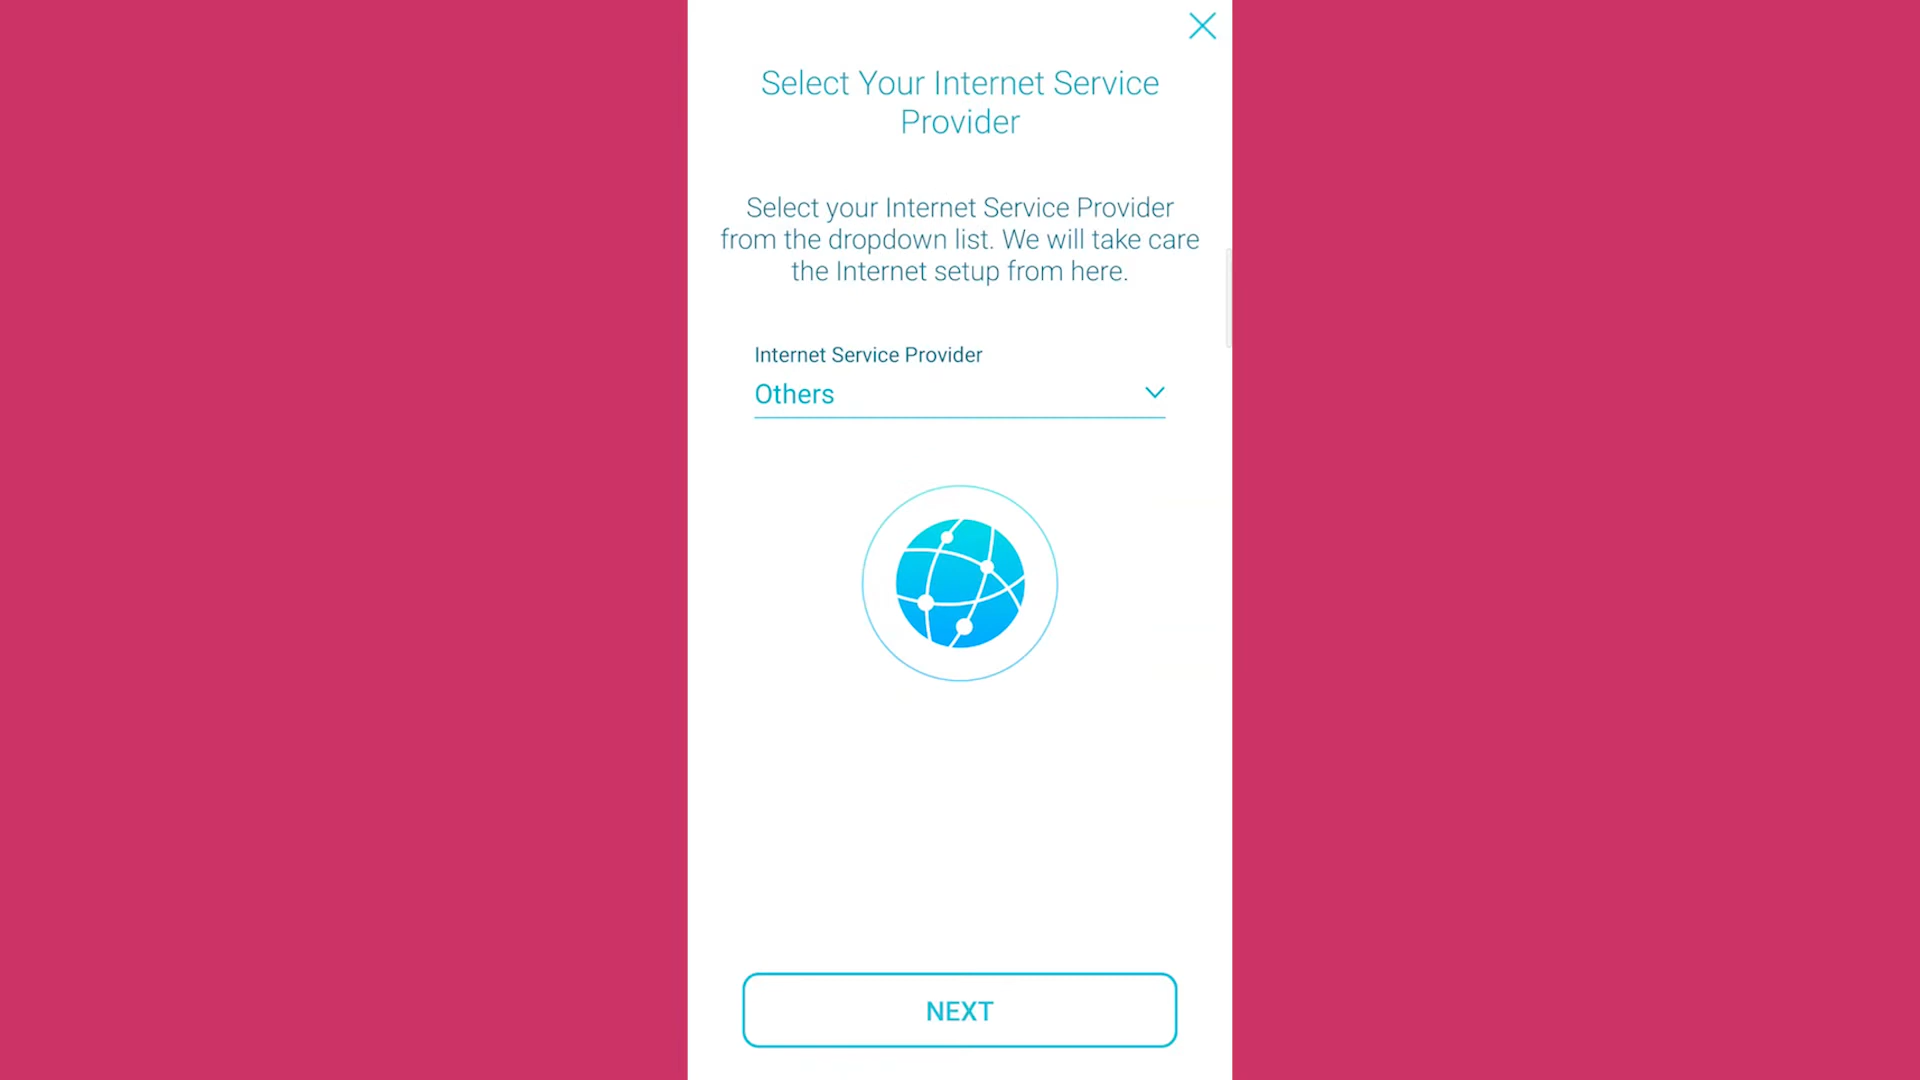 Select Your Internet Service
Provider
Select your Internet Service Provider
from the dropdown list. We will take care
the Internet setup from here.
Internet Service Provider
Others
NEXT